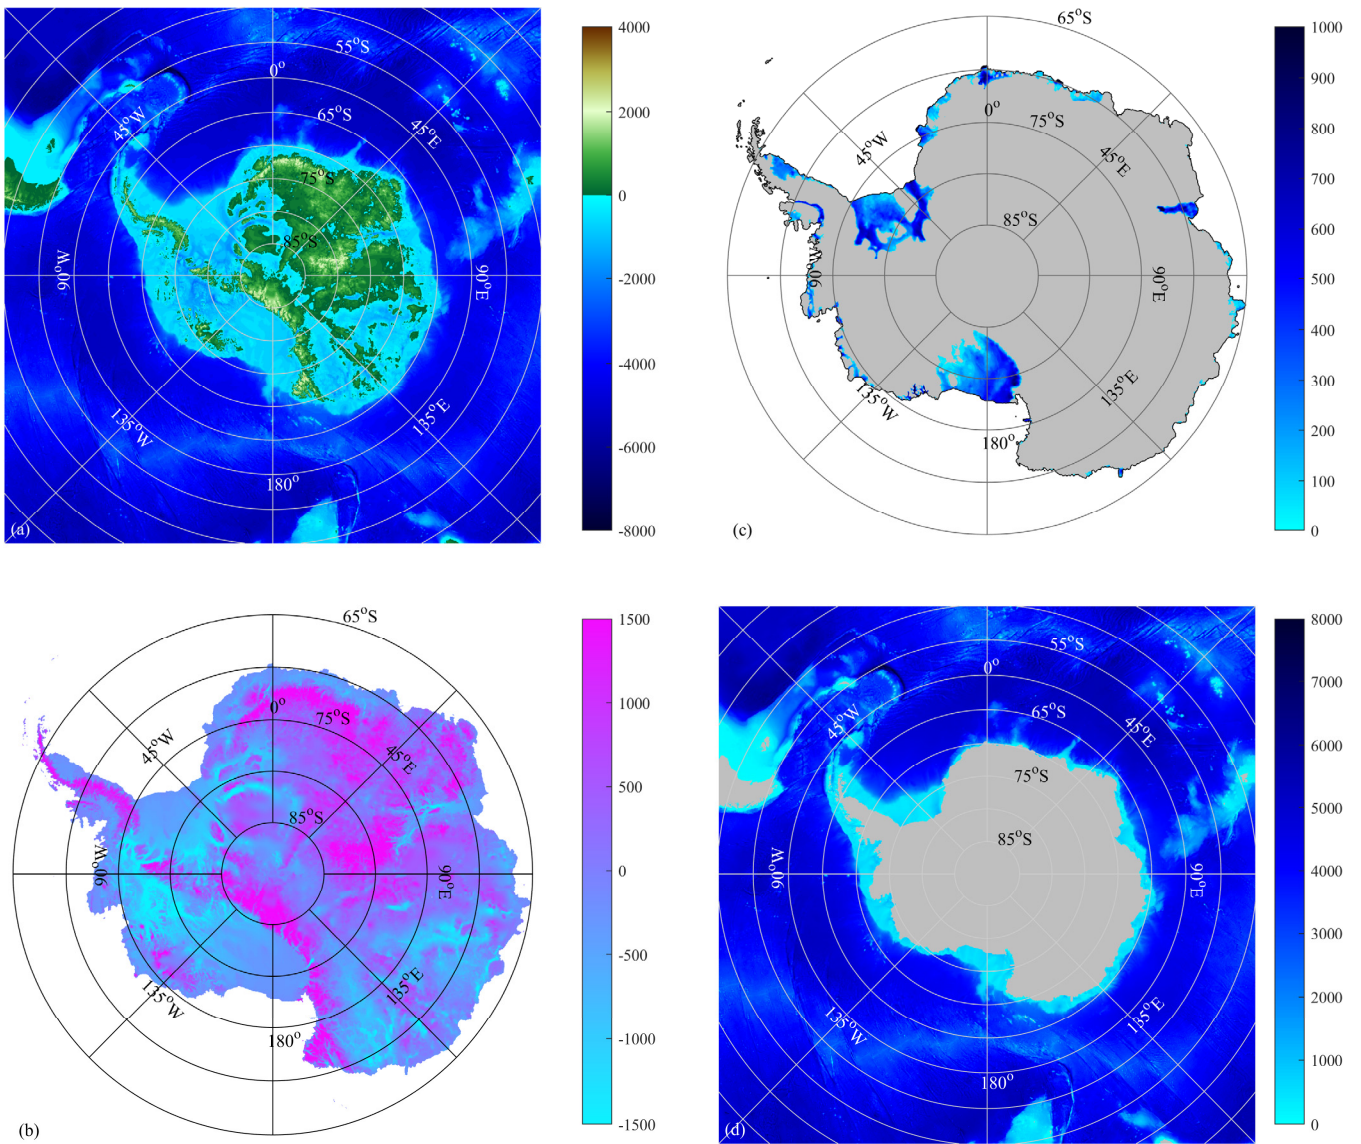 55°S
0°
45°W
65°S
45°E
75°S
85°S
90°W
90°E
135°W
135°E
180°
(a)
4000
2000
0
-2000
-4000
-6000
-8000
65°S
0°
75°S
45°W
45°E
85°S
90°
90°E
135°W
135°E
180°
(c)
1000
900
800
700
600
500
400
300
200
100
0
65°S
0°
75°S
45°W
45°E
85°S
90°W
90°E
135°W
135°E
180°
(b)
1500
1000
500
0
-500
-1000
-1500
55°S
0°
65°S
45°W
45°E
75°S
85°S
90°W
90°E
135°W
135°E
180°
(d)
8000
7000
6000
5000
4000
3000
2000
1000
0